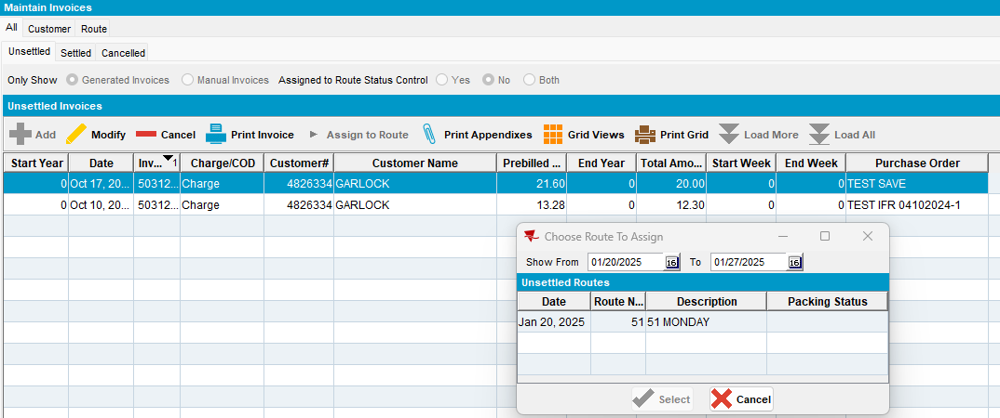 Maintain Invoices
All Customer Route
Unsettled Settled Cancelled
Only Show Generated Invoices Manual Invoices Assigned to Route Status Control Yes No Both
Unsettled Invoices
Add Modify Cancel Print Invoice Assign to Route Print Appendixes Grid Views Print Grid Load More Load All
Start Year Date Inv... 1 Charge/COD Customer# Customer Name Prebilled ... End Year Total Amo... Start Week End Week Purchase Order
0 Oct 17, 20... 50312... Charge 4826334 GARLOCK 21.60 0 20.00 0 0 TEST SAVE
0 Oct 10, 20... 50312... Charge 4826334 GARLOCK 13.28 0 12.30 0 0 TEST IFR 04102024-1
Choose Route To Assign
Show From 01/20/2025 16 To 01/27/2025 16
Unsettled Routes
Date Route N... Description Packing Status
Jan 20, 2025 51 51 MONDAY
Select Cancel